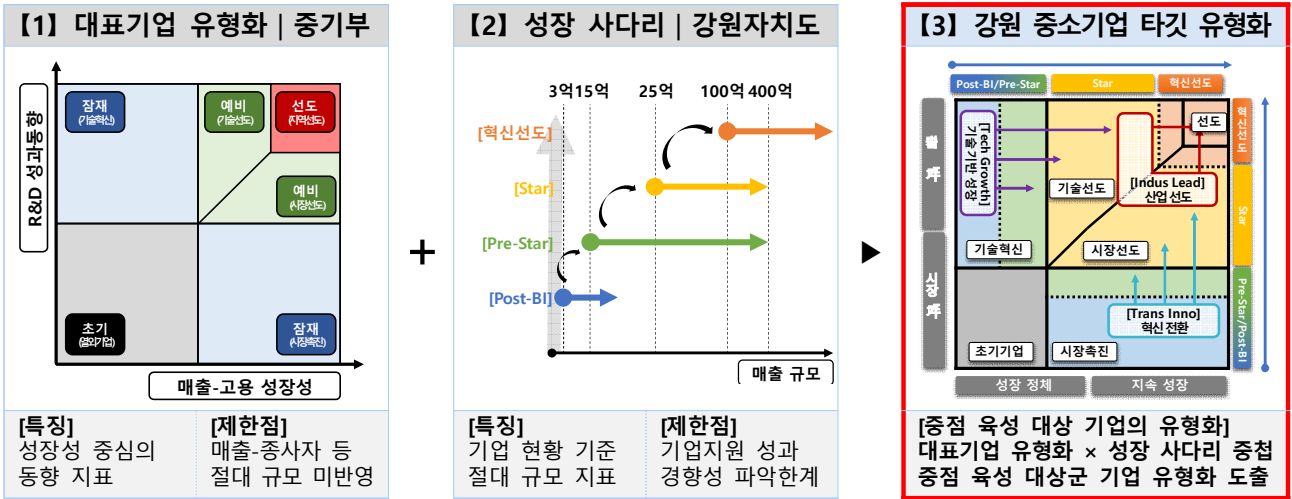 【1】 대표기업 유형화 | 중기부
R&D 성과동향
잠재
(기술혁신)
예비
(기술선도)
선도
(지역선도)
예비
(시장선도)
초기
잠재
(시장촉진)
매출-고용 성장성
[특징]
성장성 중심의
동향 지표
[제한점]
매출-종사자 등
절대 규모 미반영
+
【2】 성장 사다리 | 강원자치도
3억 15억 25억 100억 400억
[혁신선도]
[Star]
[Pre-Star]
[Post-BI]
매출 규모
[특징]
기업 현황 기준
절대 규모 지표
[제한점]
기업지원 성과
경향성 파악한계
【3】 강원 중소기업 타깃 유형화
Post-BI/Pre-Star
Star
혁신선도
혁신선도
Star
Pre-Star/Post-BI
[Tech Growth]
기술기반 성장
선도
기술선도
[Indus Lead]
산업 선도
기술혁신
시장선도
[Trans Inno]
혁신 전환
초기기업
시장촉진
성장 정체
지속 성장
[중점 육성 대상 기업의 유형화]
대표기업 유형화 × 성장 사다리 중첩
중점 육성 대상군 기업 유형화 도출